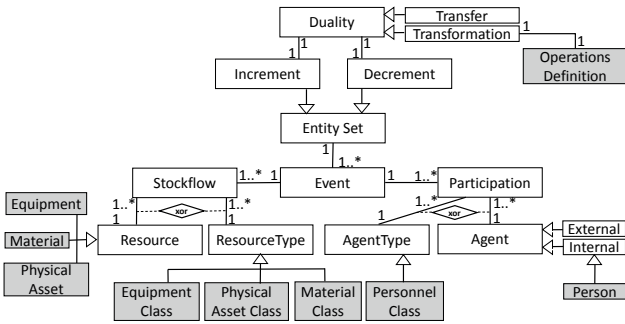 Duality
Transfer
Transformation
1
1
1
1
1
1
Operations
Definition
Increment
Decrement
Entity Set
1
1..*
Stockflow
1..*
1
Event
1
1..*
Participation
1..*
1..*
1..*
1..*
xor
xor
1
1
1
1
Equipment
Material
Physical
Asset
Resource
ResourceType
AgentType
Agent
External
Internal
Equipment
Class
Physical
Asset Class
Material
Class
Personnel
Class
Person